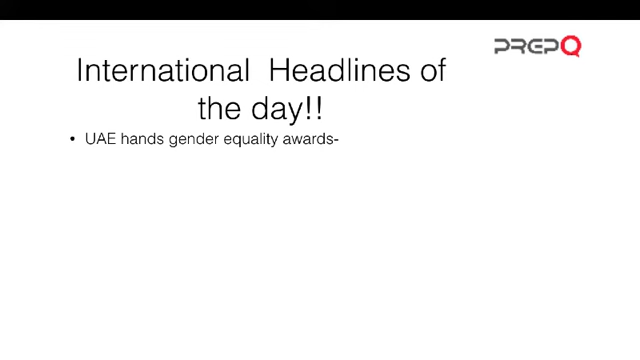 PREPQ
International Headlines of
the day!!
• UAE hands gender equality awards-